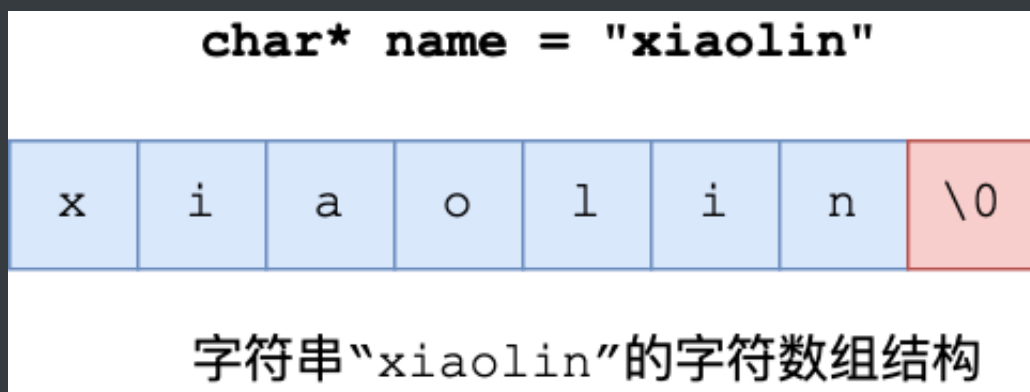 char* name = "xiaolin"
x i a o l i n \0
字符串“xiaolin”的字符数组结构